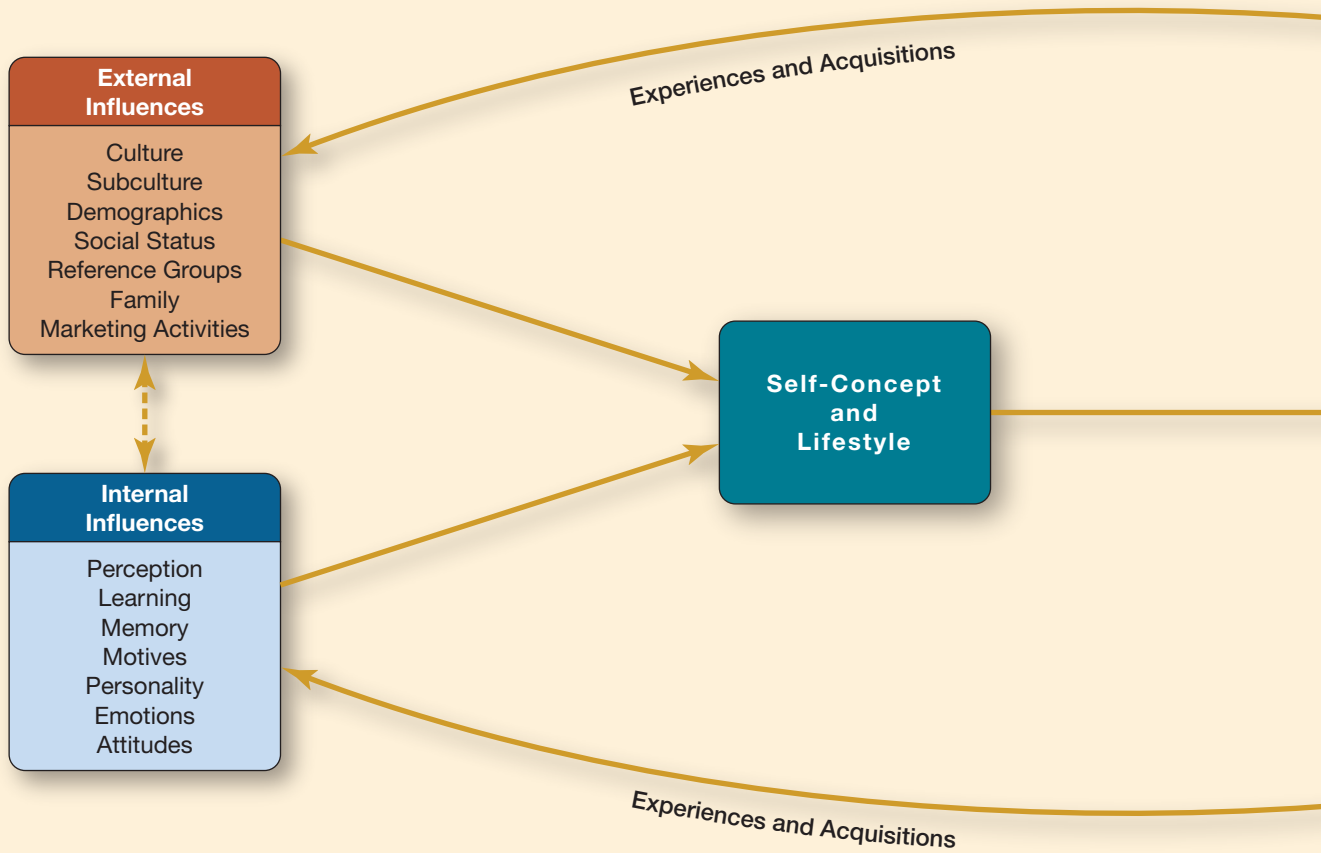 Experiences and Acquisitions
External
Influences
Culture
Subculture
Demographics
Social Status
Reference Groups
Family
Marketing Activities
Self-Concept
and
Lifestyle
Internal
Influences
Perception
Learning
Memory
Motives
Personality
Emotions
Attitudes
Experiences and Acquisitions